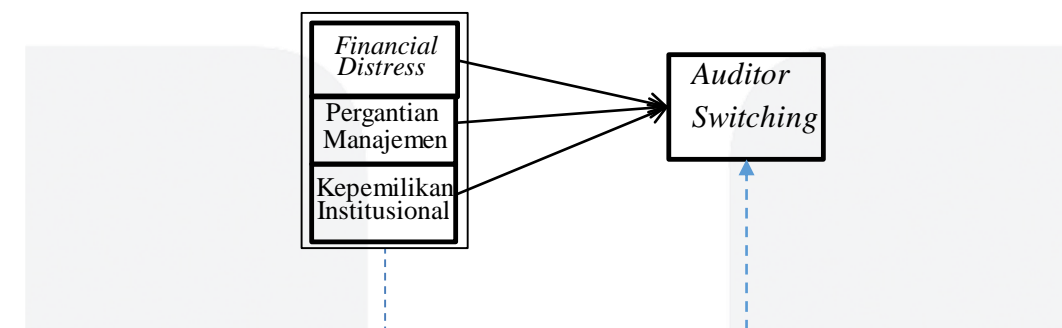 Financial
Distress
Pergantian
Manajemen
Kepemilikan
Institusional
Auditor
Switching